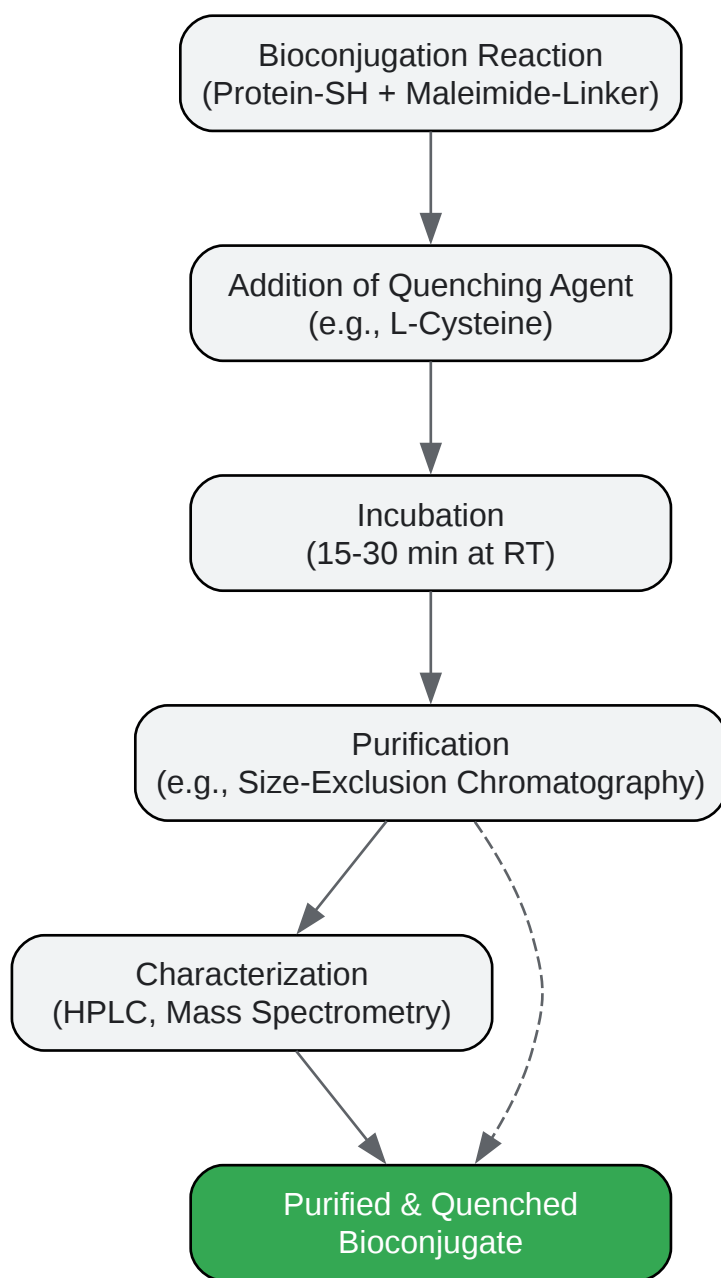 Bioconjugation Reaction
(Protein-SH + Maleimide-Linker)
Addition of Quenching Agent
(e.g., L-Cysteine)
Incubation
(15-30 min at RT)
Purification
(e.g., Size-Exclusion Chromatography)
Characterization
(HPLC, Mass Spectrometry)
Purified & Quenched
Bioconjugate